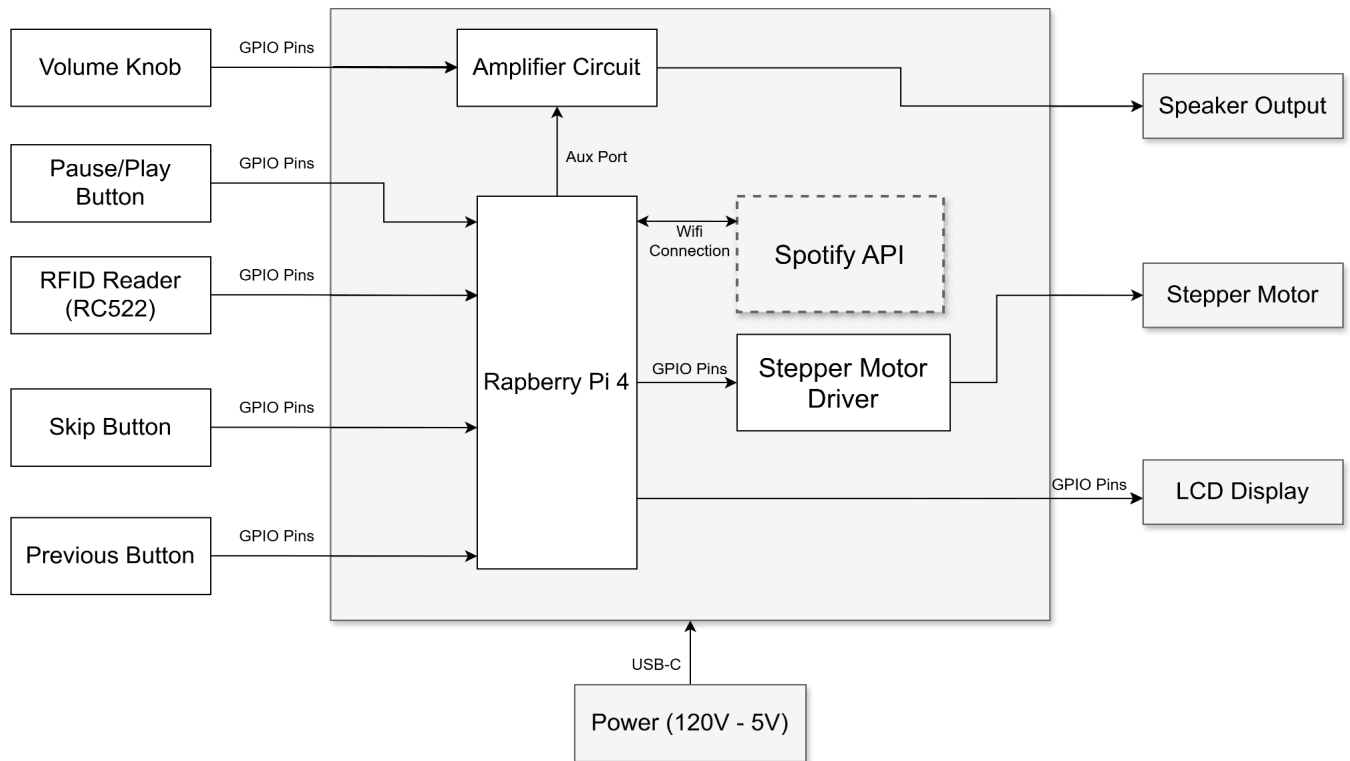 Volume Knob
GPIO Pins
Amplifier Circuit
Speaker Output
Pause/Play
Button
GPIO Pins
Aux Port
Wifi
Connection
Spotify API
RFID Reader
(RC522)
GPIO Pins
Stepper Motor
Rapberry Pi 4
GPIO Pins
Stepper Motor
Driver
Skip Button
GPIO Pins
GPIO Pins
LCD Display
Previous Button
GPIO Pins
USB-C
Power (120V - 5V)